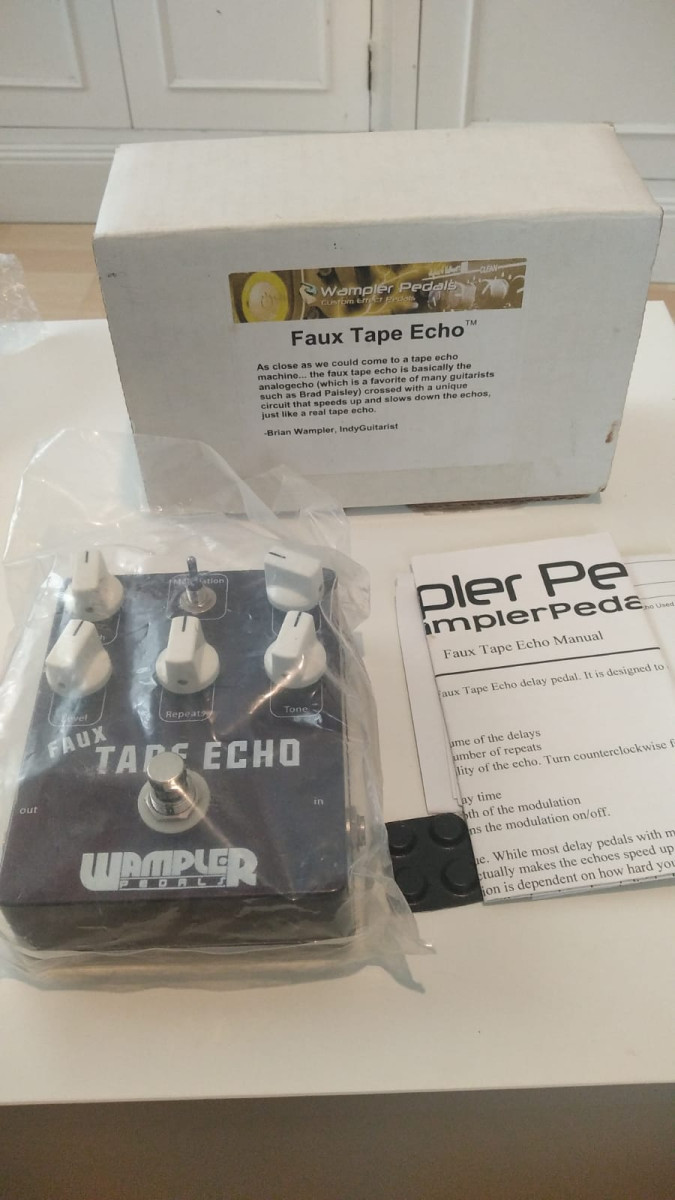 Wampler Pedals
Custom Effect Pedals
Faux Tape Echo™
As close as we could come to a tape echo
machine... the faux tape echo is basically the
analogecho (which is a favorite of many guitarists
such as Brad Paisley) crossed with a unique
circuit that speeds up and slows down the echos,
just like a real tape echo.
-Brian Wampler, IndyGuitarist
Level
Repeats
Tone
FAUX
TAPE ECHO
out
in
WAMPLER
PEDALS
pler Pe
amplerPeda
Faux Tape Echo Manual
Faux Tape Echo delay pedal. It is designed to
ume of the delays
umber of repeats
lity of the echo. Turn counterclockwise f
ay time
th of the modulation
ns the modulation on/off.
ue. While most delay pedals with m
ctually makes the echoes speed up
ion is dependent on how hard you